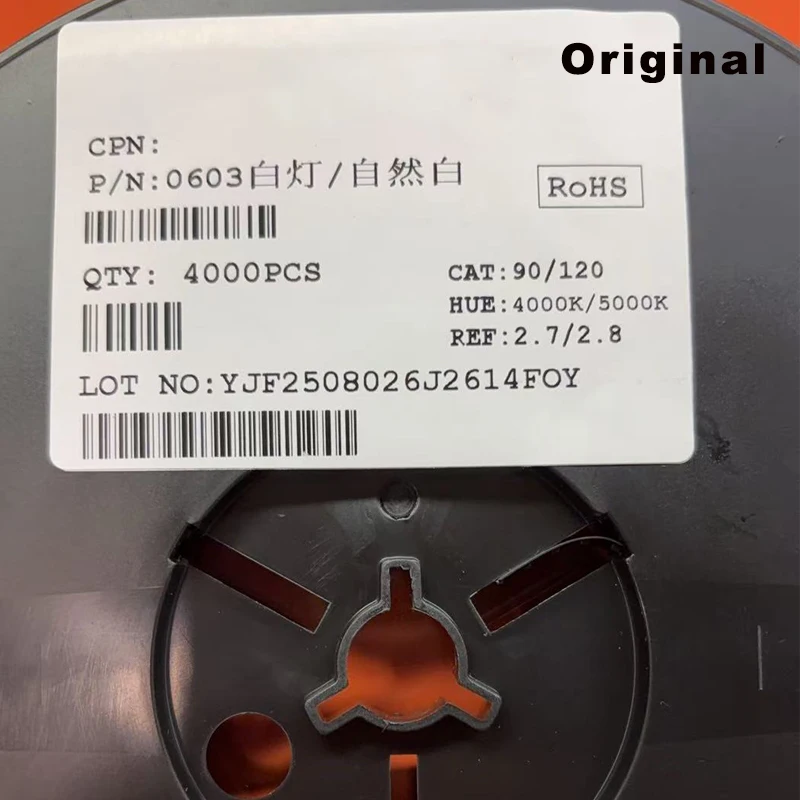 Original
CPN:
P/N:0603白灯/自然白
RoHS
QTY: 4000PCS
CAT:90/120
HUE:4000K/5000K
REF:2.7/2.8
LOT NO:YJF2508026J2614FOY